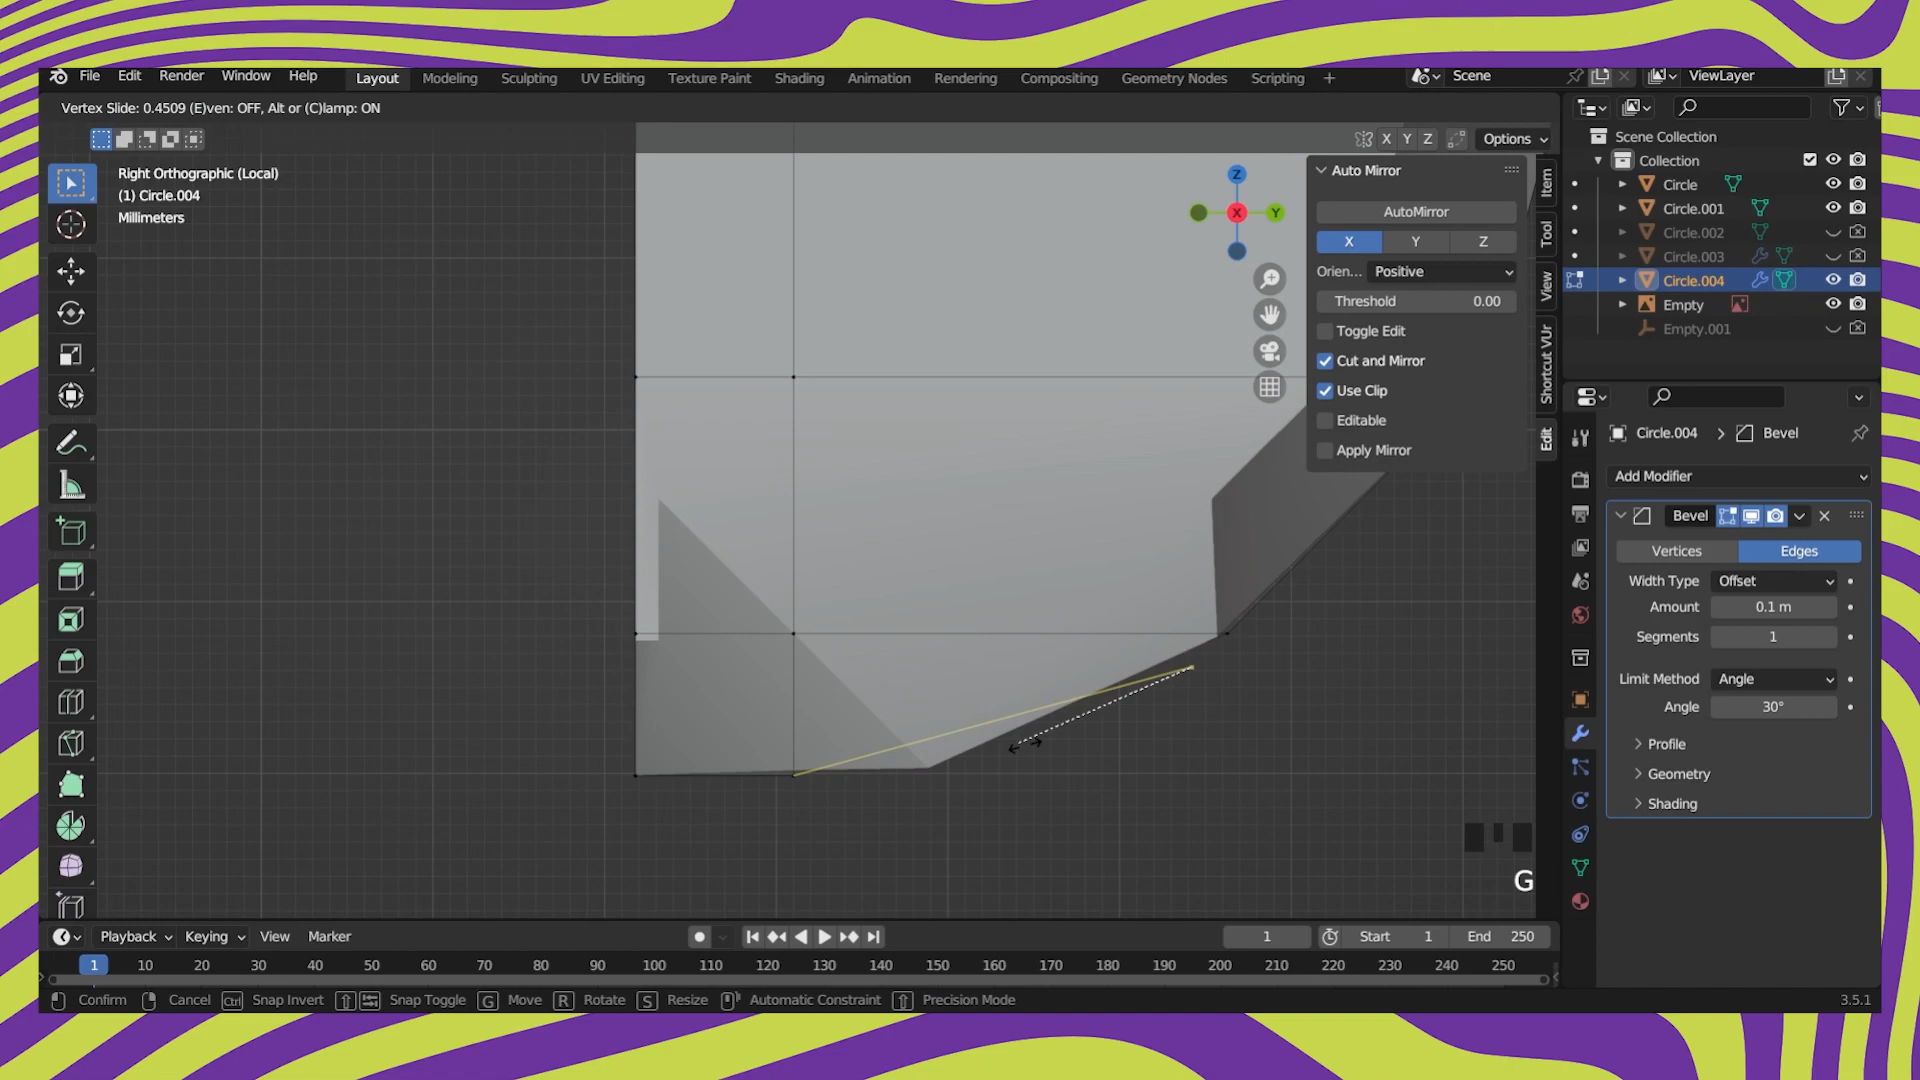 File Edit Render Window Help Layout Modeling Sculpting UV Editing Texture Paint Shading Animation Rendering Compositing Geometry Nodes Scripting + Scene ViewLayer
Vertex Slide: 0.4509 (E)ven: OFF, Alt or (C)lamp: ON
X Y Z Options
Right Orthographic (Local)
(1) Circle.004
Millimeters
Z
X
Y
Auto Mirror
AutoMirror
X Y Z
Orien... Positive
Threshold 0.00
Toggle Edit
Cut and Mirror
Use Clip
Editable
Apply Mirror
Item
Tool
View
Shortcut VUr
Edit
Scene Collection
Collection
Circle
Circle.001
Circle.002
Circle.003
Circle.004
Empty
Empty.001
Circle.004 > Bevel
Add Modifier
Bevel
Vertices Edges
Width Type Offset
Amount 0.1 m
Segments 1
Limit Method Angle
Angle 30°
Profile
Geometry
Shading
G
Playback Keying View Marker 1 Start 1 End 250
1 10 20 30 40 50 60 70 80 90 100 110 120 130 140 150 160 170 180 190 200 210 220 230 240 250
Confirm Cancel Ctrl Snap Invert Snap Toggle G Move R Rotate S Resize Automatic Constraint Precision Mode 3.5.1